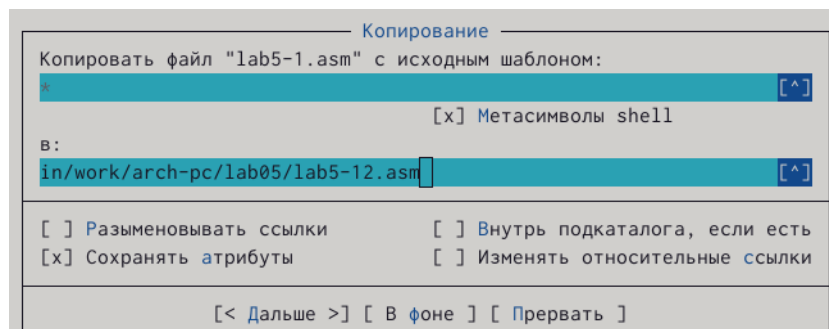 Копирование
Копировать файл "lab5-1.asm" с исходным шаблоном:
* [^]
[x] Метасимволы shell
в:
in/work/arch-pc/lab05/lab5-12.asm [^]
[ ] Разыменовывать ссылки [ ] Внутрь подкаталога, если есть
[x] Сохранять атрибуты [ ] Изменять относительные ссылки
[< Дальше >] [ В фоне ] [ Прервать ]